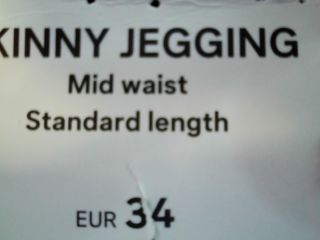 KINNY JEGGING
Mid waist
Standard length
EUR 34